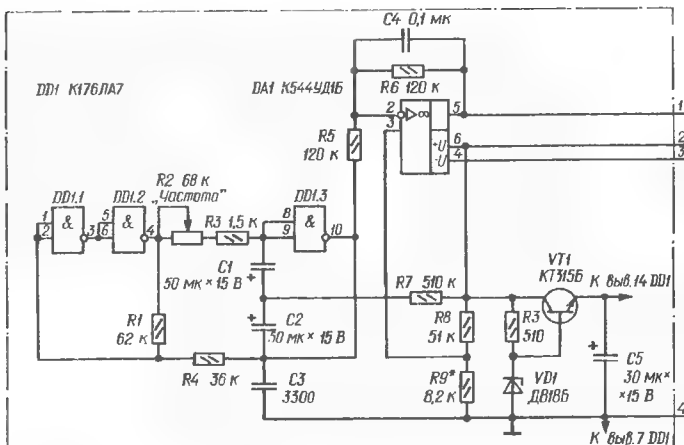 C4 0,1 мк
DD1 К176ЛА7
DA1 К544УД1Б
R6 120 к
2
3
▷∞
+U
-U
5
6
4
1
2
3
R5
120 к
R2 68 к
„Частота"
DD1.1
DD1.2
R3 1,5 к
DD1.3
1
2
&
3
5
6
&
4
8
9
&
10
C1
50 мк × 15 В
+
R7 510 к
VT1
КТ315Б
К выв.14 DD1
R1
62 к
+
C2
30 мк × 15 В
R8
51 к
R3
510
+
C5
30 мк×
×15 В
R4 36 к
C3
3300
R9*
8,2 к
VD1
Д818Б
4
К выв.7 DD1